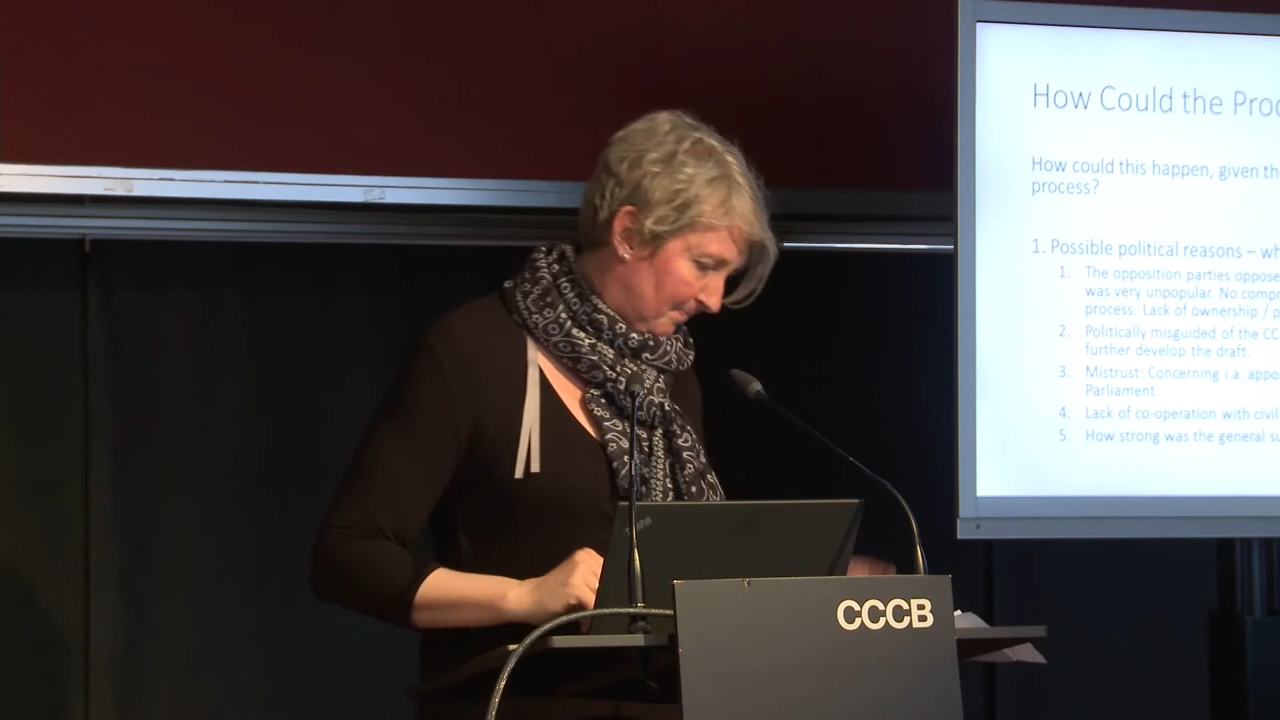 How Could the Proc
How could this happen, given th
process?
1. Possible political reasons – wh
1. The opposition parties oppose
was very unpopular. No compr
process. Lack of ownership / p
2. Politically misguided of the CC
further develop the draft.
3. Mistrust: Concerning i.a. appo
Parliament.
4. Lack of co-operation with civil
5. How strong was the general su
ThinkPad
CCCB